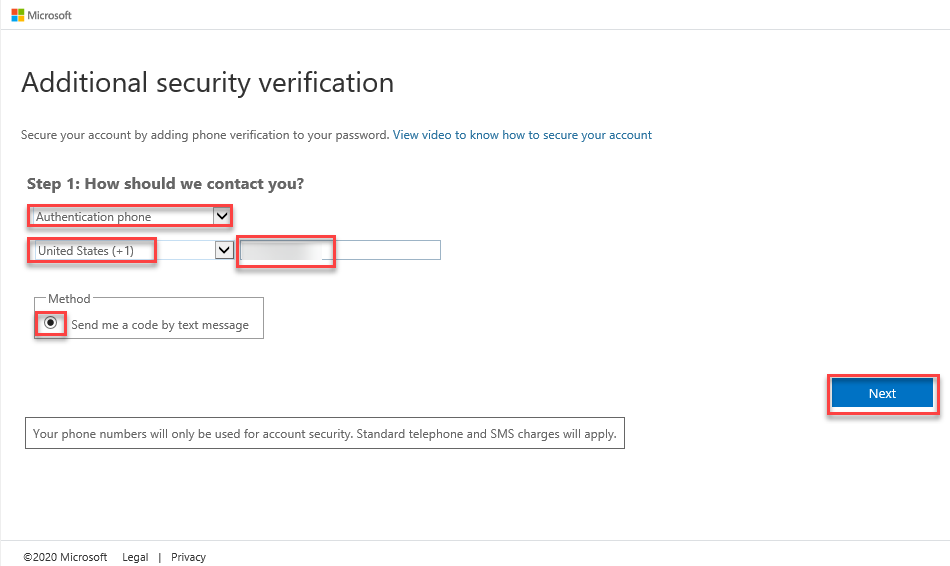 Microsoft
Additional security verification
Secure your account by adding phone verification to your password. View video to know how to secure your account
Step 1: How should we contact you?
Authentication phone
United States (+1)
Method
Send me a code by text message
Next
Your phone numbers will only be used for account security. Standard telephone and SMS charges will apply.
©2020 Microsoft Legal | Privacy